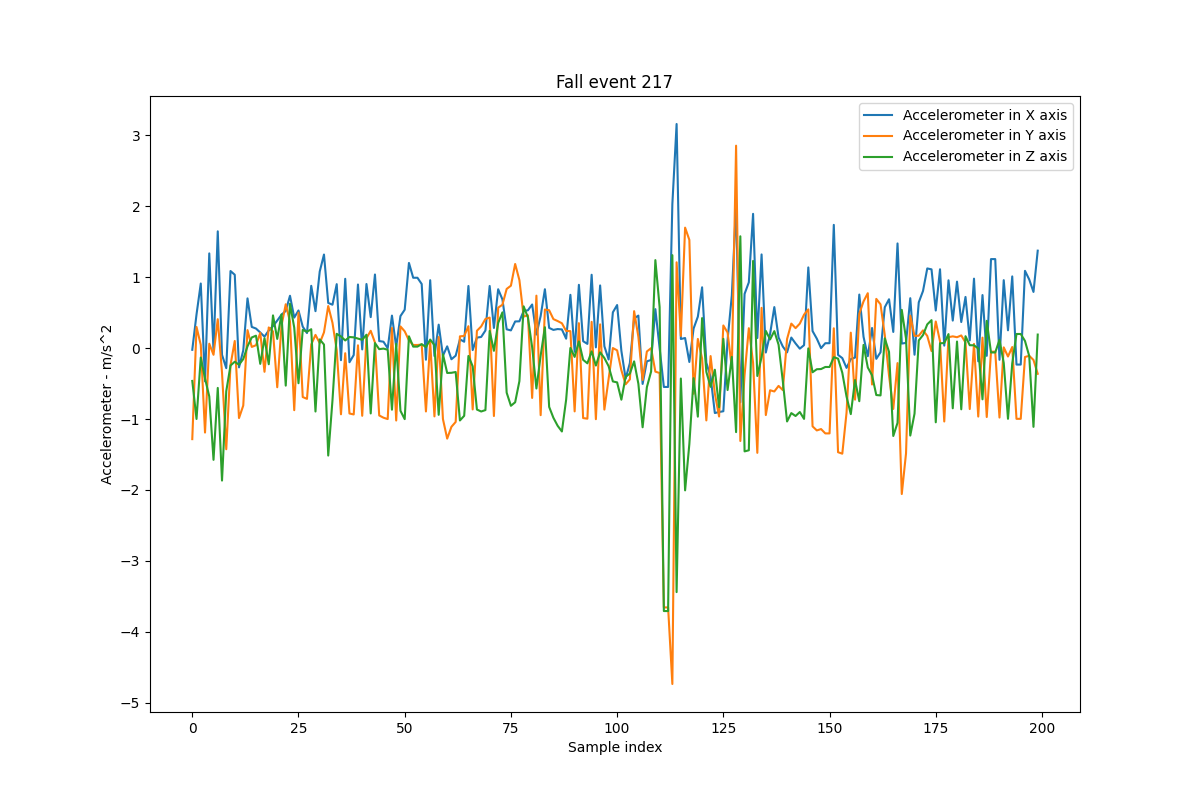 Fall event 217
Accelerometer in X axis
Accelerometer in Y axis
Accelerometer in Z axis
Accelerometer - m/s^2
3
2
1
0
−1
−2
−3
−4
−5
0 25 50 75 100 125 150 175 200
Sample index